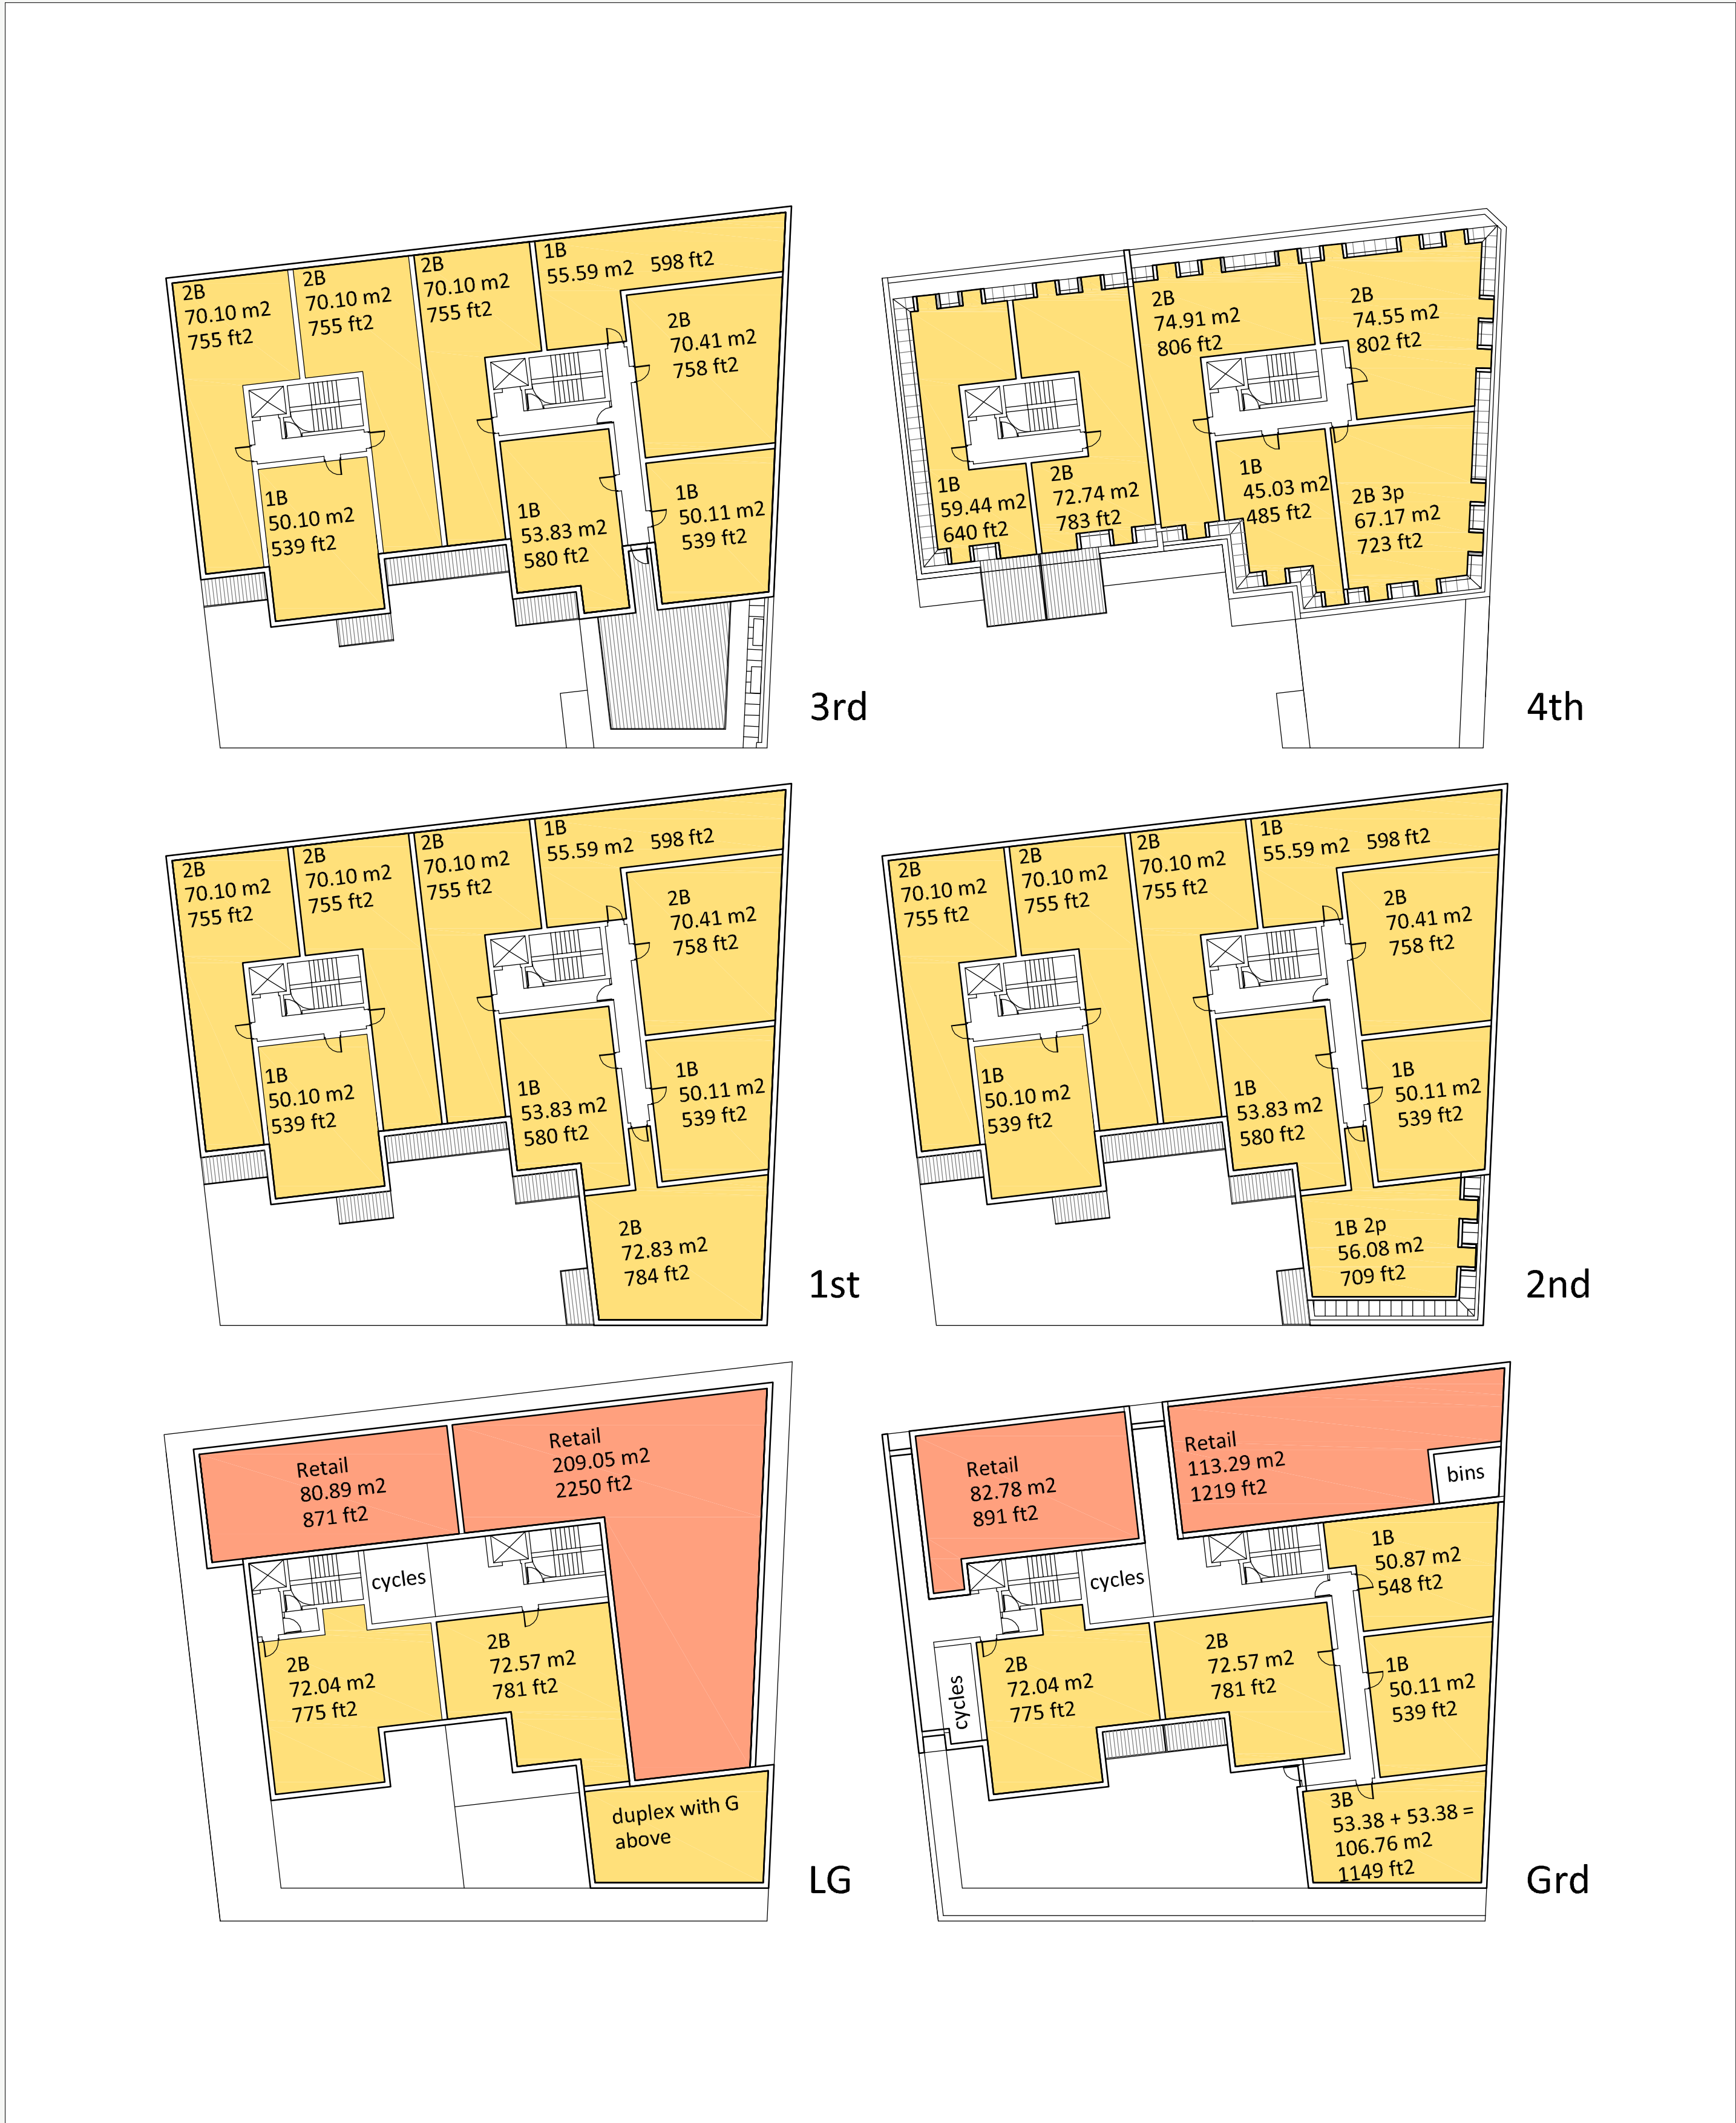 2B
70.10 m2
755 ft2
2B
70.10 m2
755 ft2
2B
70.10 m2
755 ft2
1B
55.59 m2 598 ft2
2B
70.41 m2
758 ft2
1B
50.10 m2
539 ft2
1B
53.83 m2
580 ft2
1B
50.11 m2
539 ft2
3rd
2B
74.91 m2
806 ft2
2B
74.55 m2
802 ft2
1B
59.44 m2
640 ft2
2B
72.74 m2
783 ft2
1B
45.03 m2
485 ft2
2B 3p
67.17 m2
723 ft2
4th
2B
70.10 m2
755 ft2
2B
70.10 m2
755 ft2
2B
70.10 m2
755 ft2
1B
55.59 m2 598 ft2
2B
70.41 m2
758 ft2
1B
50.10 m2
539 ft2
1B
53.83 m2
580 ft2
1B
50.11 m2
539 ft2
2B
72.83 m2
784 ft2
1st
2B
70.10 m2
755 ft2
2B
70.10 m2
755 ft2
2B
70.10 m2
755 ft2
1B
55.59 m2 598 ft2
2B
70.41 m2
758 ft2
1B
50.10 m2
539 ft2
1B
53.83 m2
580 ft2
1B
50.11 m2
539 ft2
1B 2p
56.08 m2
709 ft2
2nd
Retail
80.89 m2
871 ft2
Retail
209.05 m2
2250 ft2
cycles
2B
72.04 m2
775 ft2
2B
72.57 m2
781 ft2
duplex with G
above
LG
Retail
82.78 m2
891 ft2
Retail
113.29 m2
1219 ft2
bins
cycles
1B
50.87 m2
548 ft2
cycles
2B
72.04 m2
775 ft2
2B
72.57 m2
781 ft2
1B
50.11 m2
539 ft2
3B
53.38 + 53.38 =
106.76 m2
1149 ft2
Grd